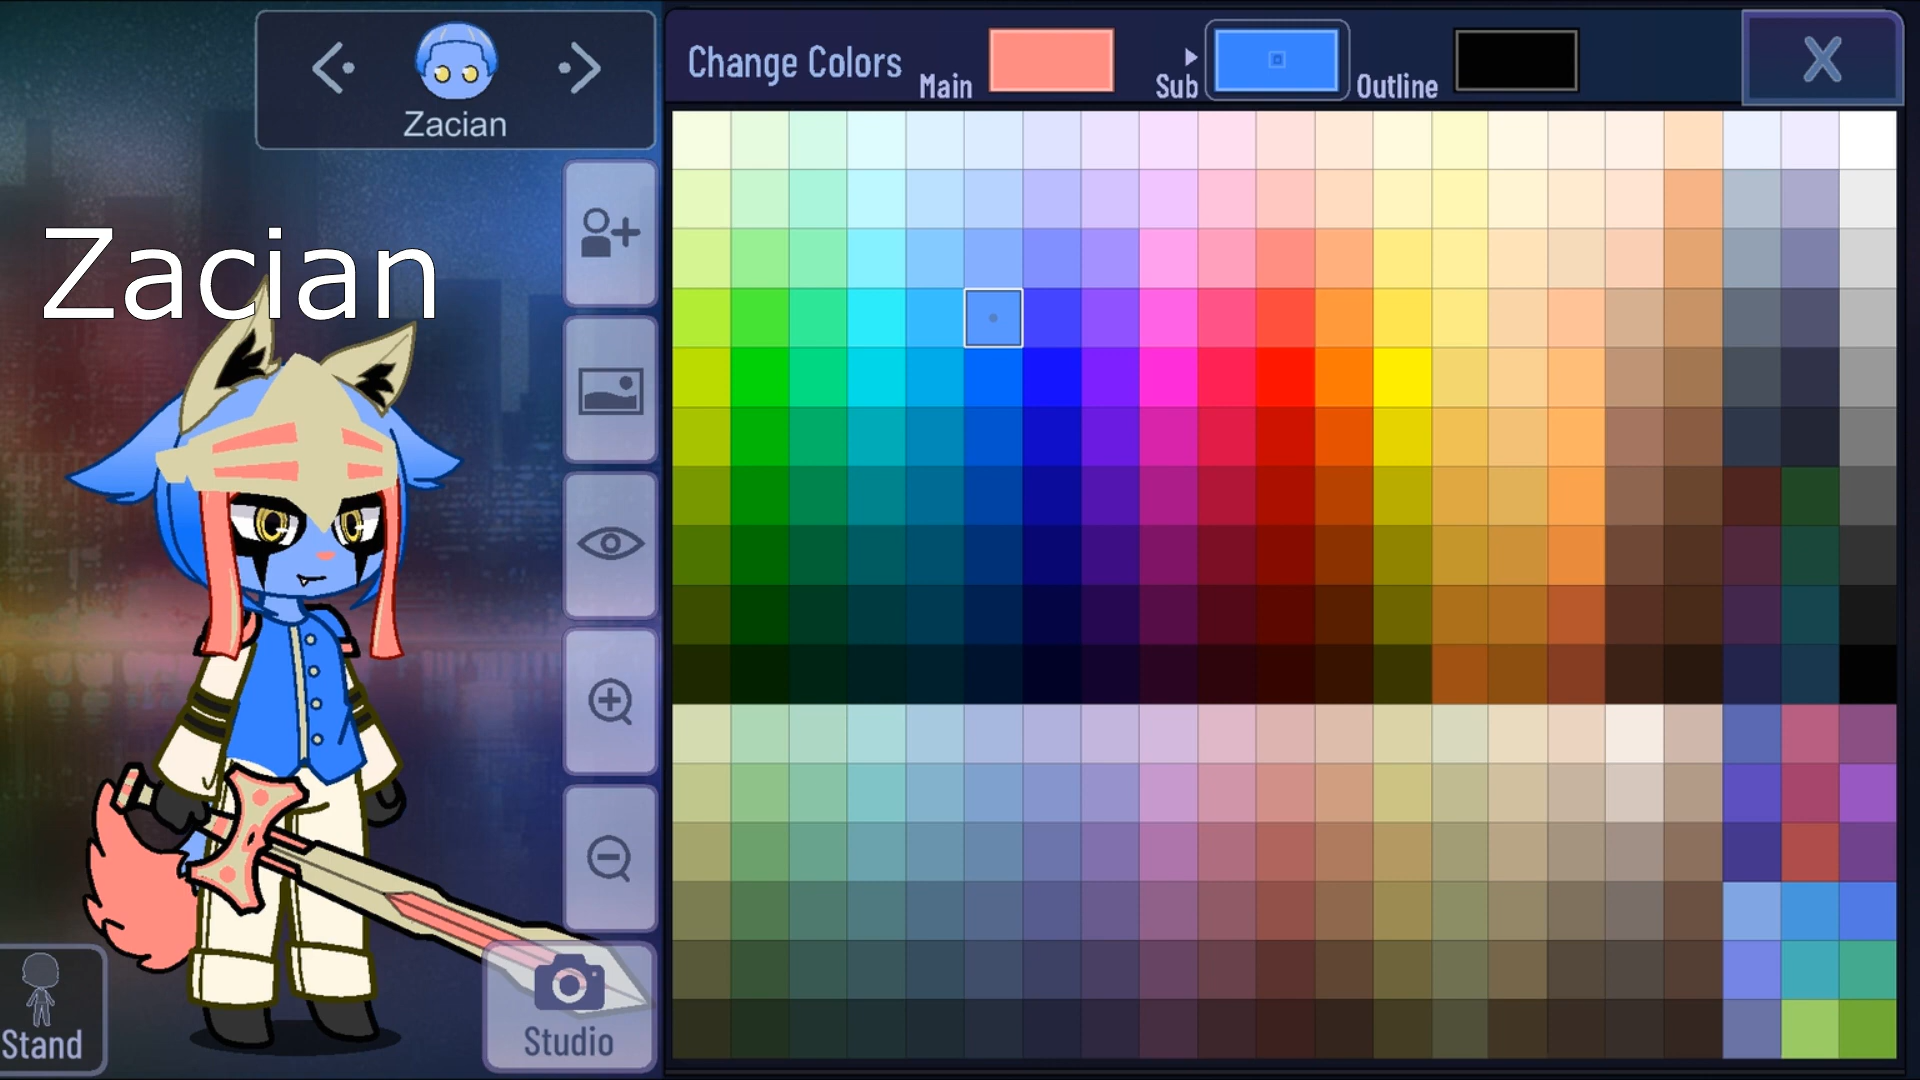 Zacian
Change Colors
Main
Sub
Outline
X
Zacian
Stand
Studio